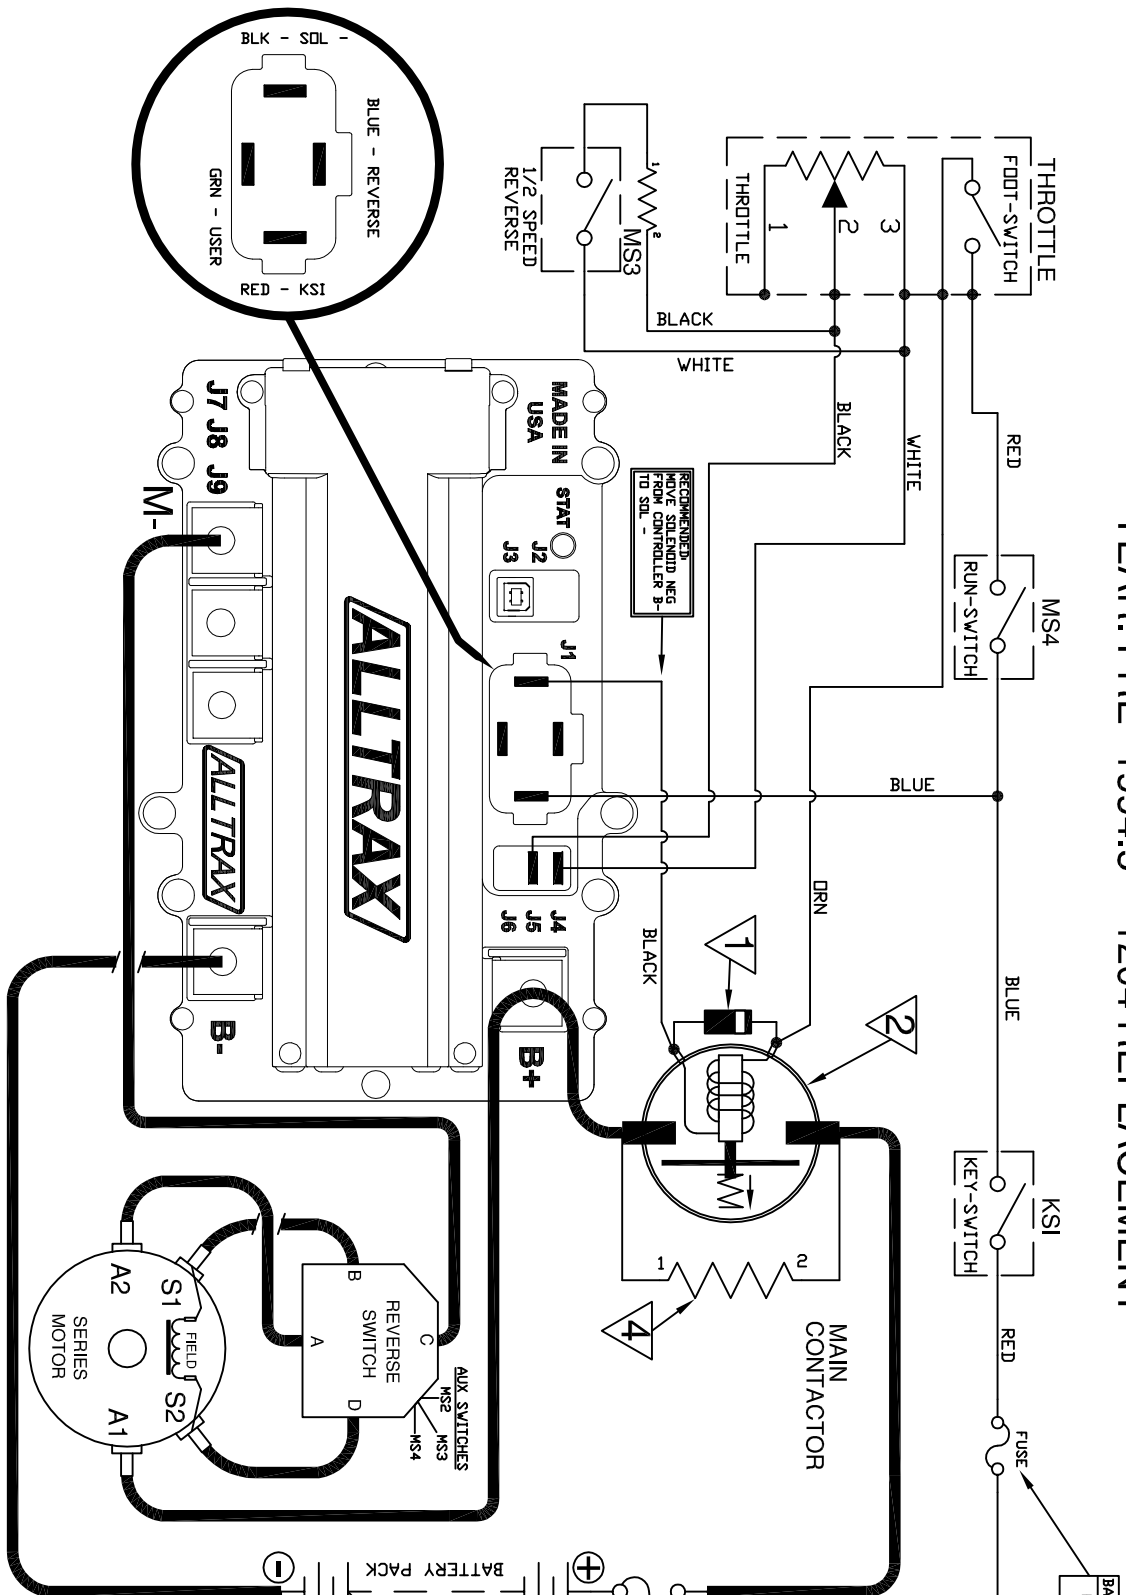 BLK - SOL -
BLUE - REVERSE
GRN - USER
RED - KSI
THROTTLE
FOOT-SWITCH
3
2
1
THROTTLE
1
2
MS3
1/2 SPEED
REVERSE
BLACK
WHITE
BLACK
WHITE
RED
MS4
RUN-SWITCH
RECOMMENDED
MOVE SOLENOID NEG
FROM CONTROLLER B-
TO SOL -
BLUE
ORN
BLACK
BLUE
KSI
KEY-SWITCH
RED
FUSE
MADE IN
USA
STAT
J2
J3
J1
J4
J5
J6
J7 J8 J9
M-
ALLTRAX
ALLTRAX
B-
B+
1
2
4
1
2
MAIN
CONTACTOR
REVERSE
SWITCH
A
B
C
D
AUX SWITCHES
MS2
MS3
MS4
A2
S1
FIELD
S2
A1
SERIES
MOTOR
BATTERY PACK
-
+